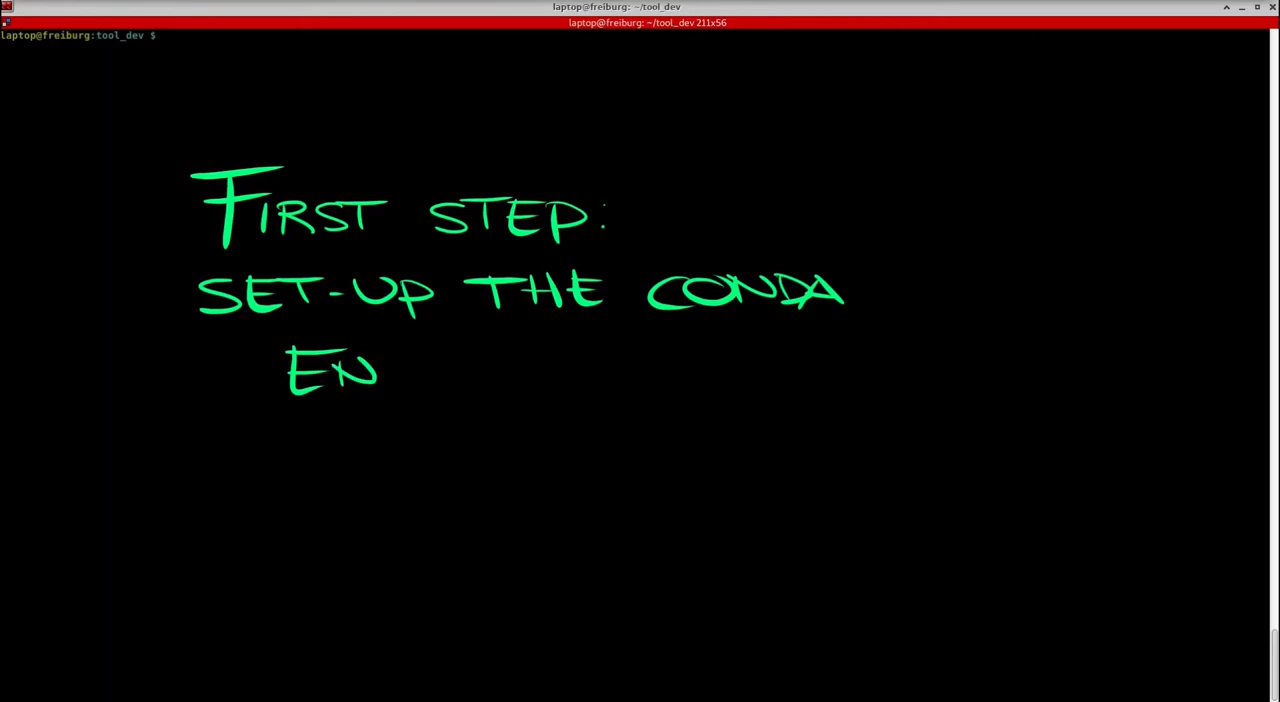 laptop@freiburg: ~/tool_dev
laptop@freiburg: ~/tool_dev 211x56
laptop@freiburg:tool_dev $
FIRST STEP:
SET-UP THE CONDA
EN